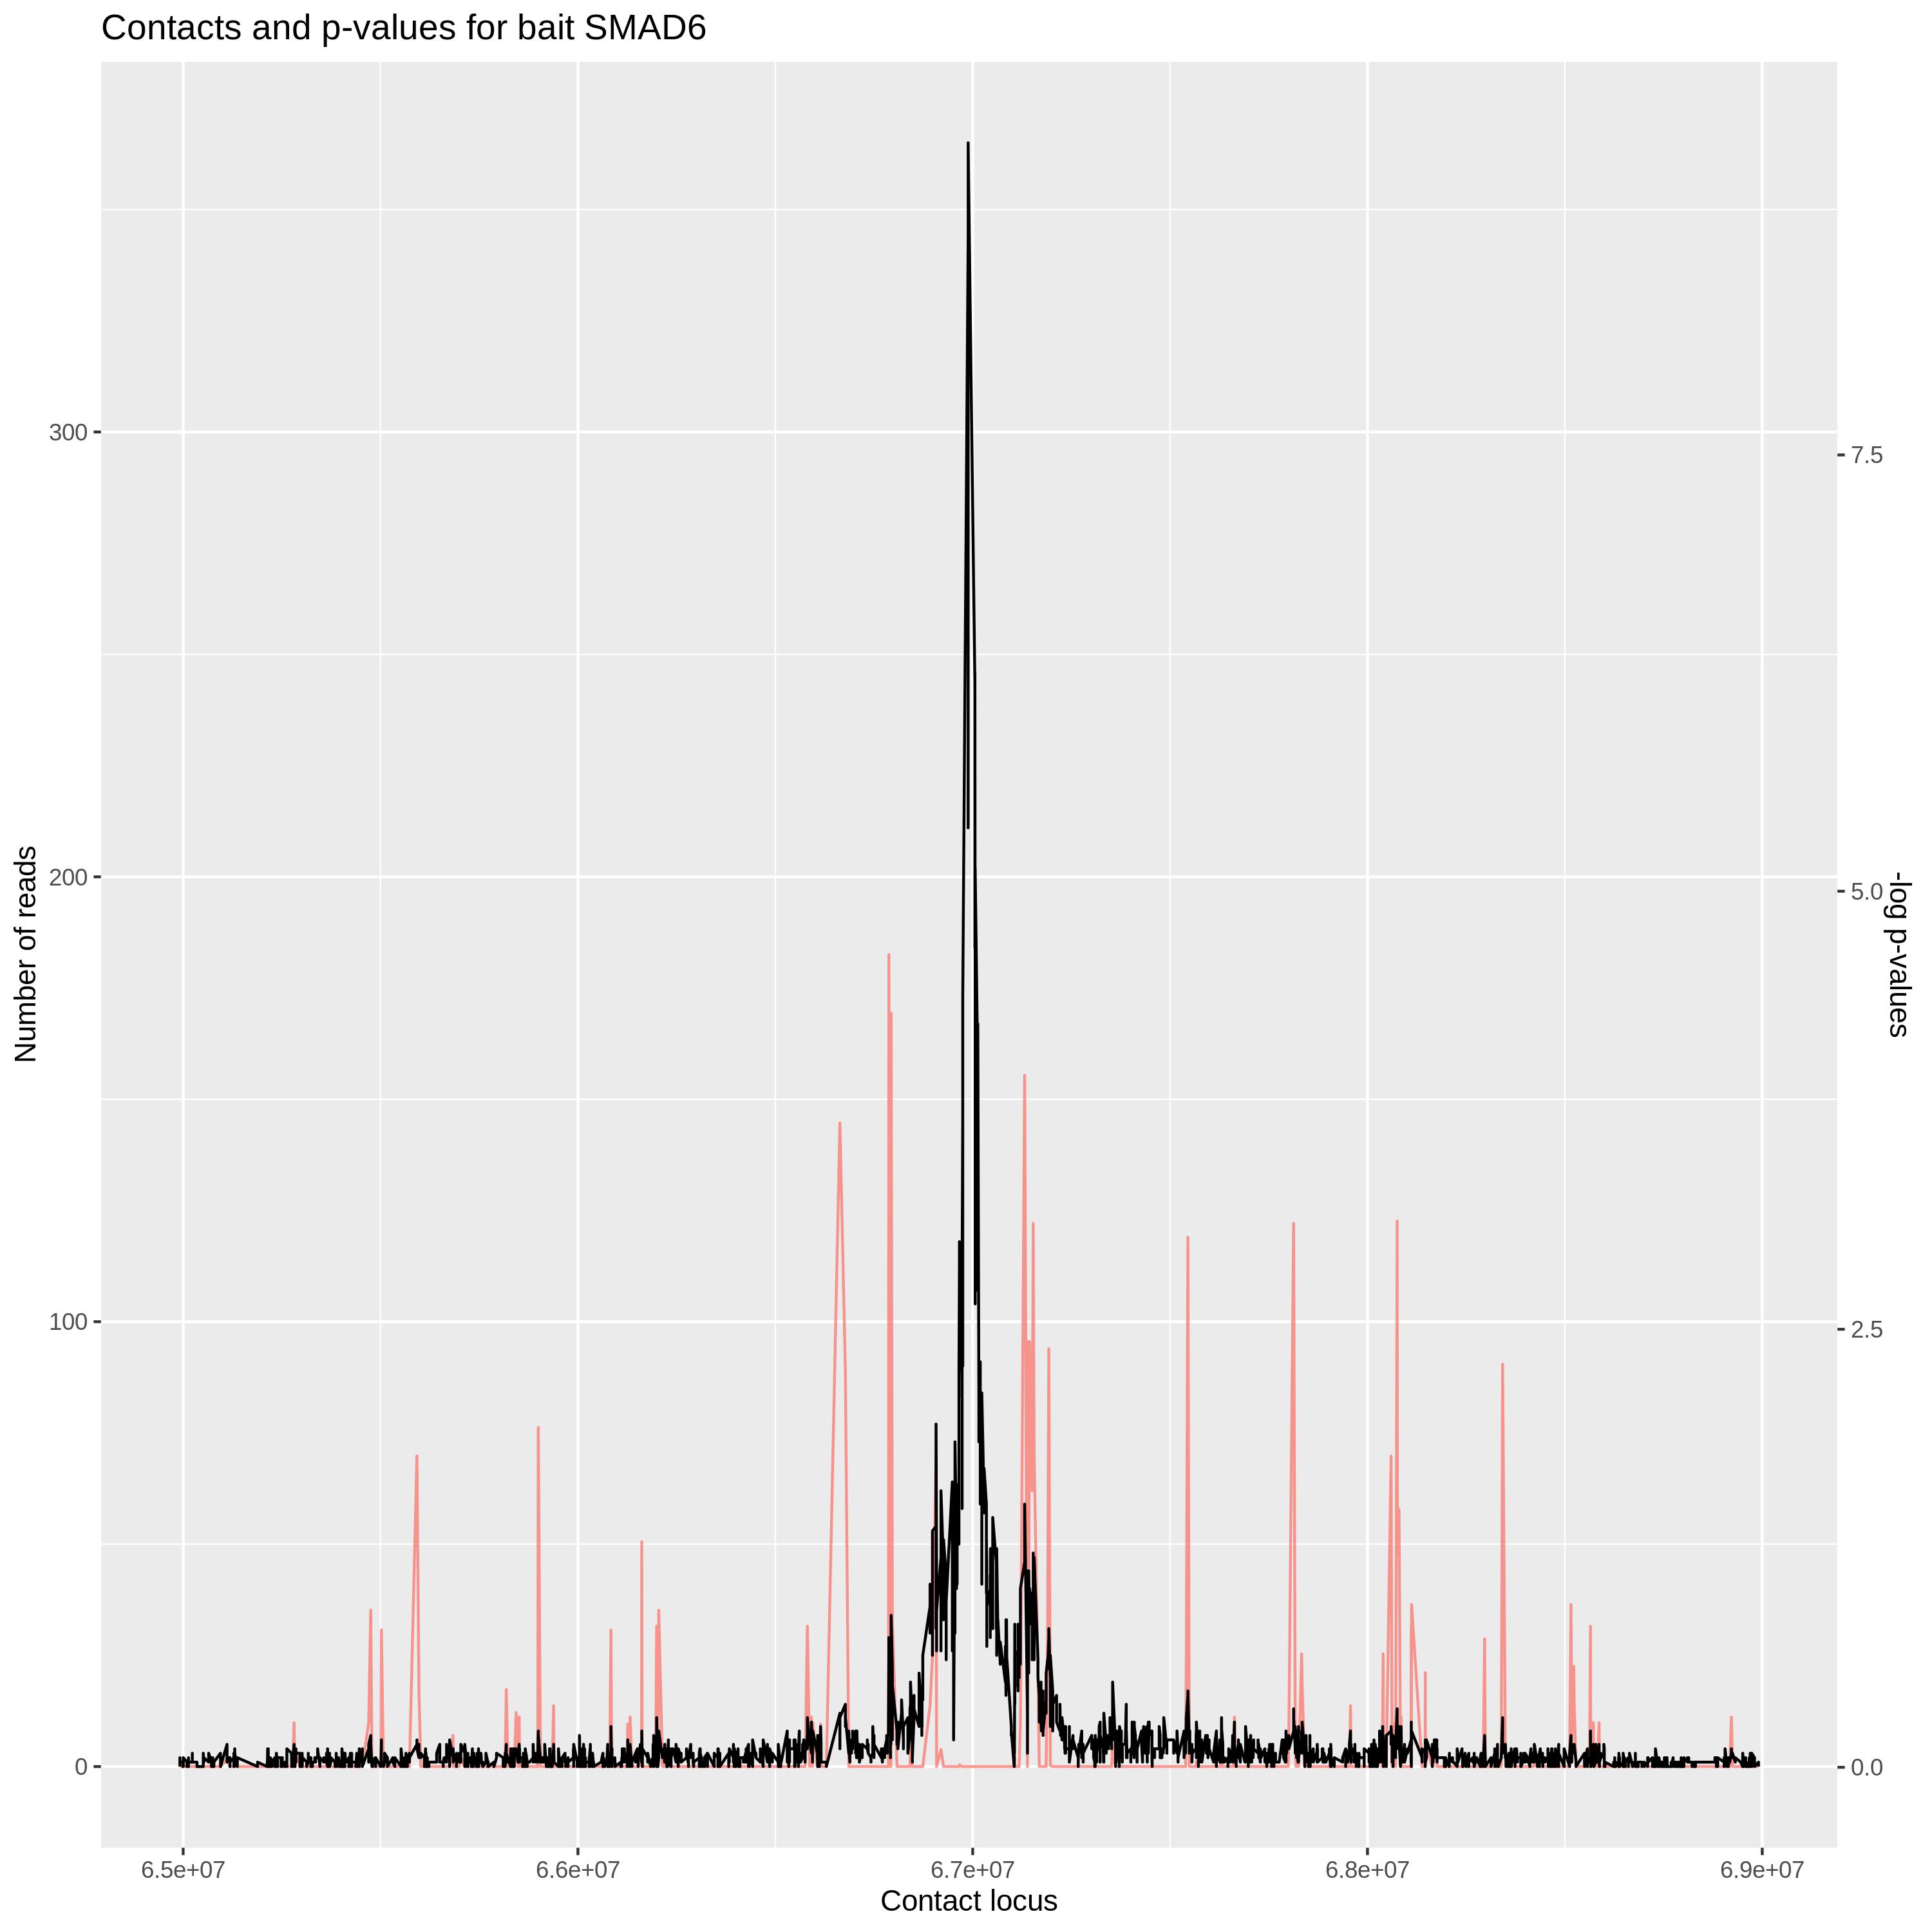 Contacts and p-values for bait SMAD6
300
200
100
0
Number of reads
7.5
5.0
2.5
0.0
-log p-values
6.5e+07 6.6e+07 6.7e+07 6.8e+07 6.9e+07
Contact locus